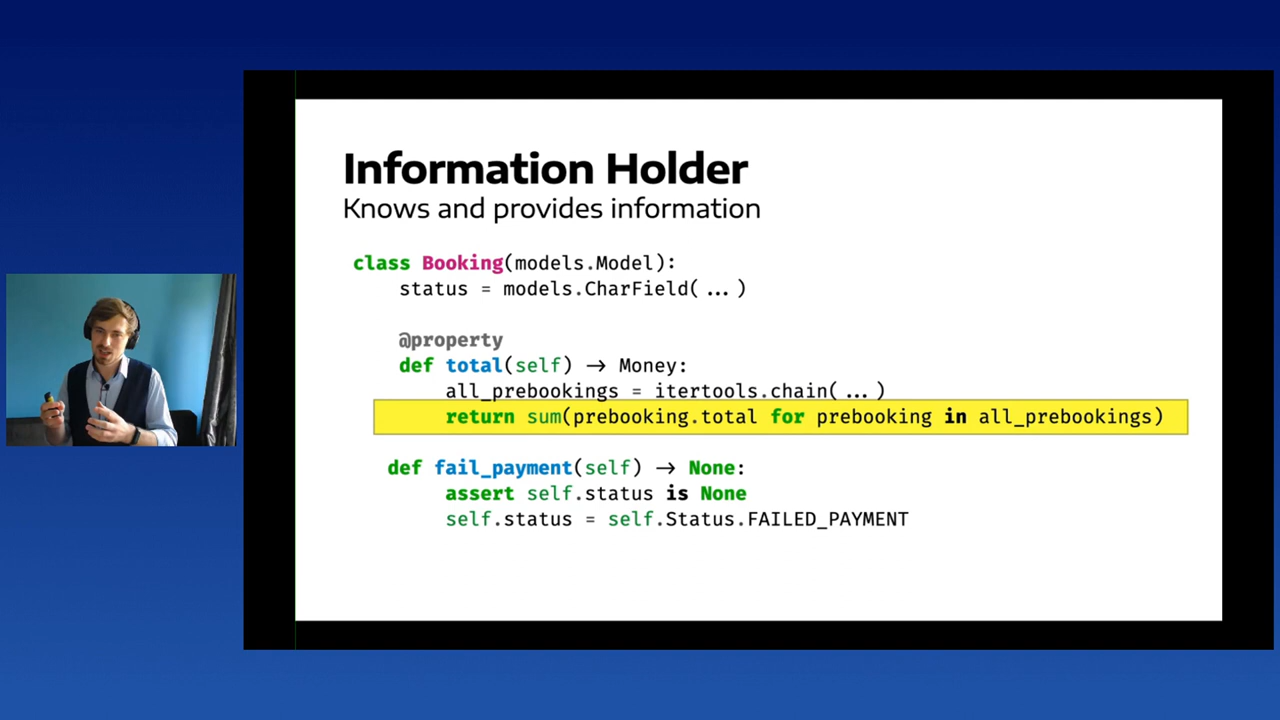 Information Holder
Knows and provides information
class Booking(models.Model):
status = models.CharField(...)
@property
def total(self) → Money:
all_prebookings = itertools.chain(...)
return sum(prebooking.total for prebooking in all_prebookings)
def fail_payment(self) → None:
assert self.status is None
self.status = self.Status.FAILED_PAYMENT